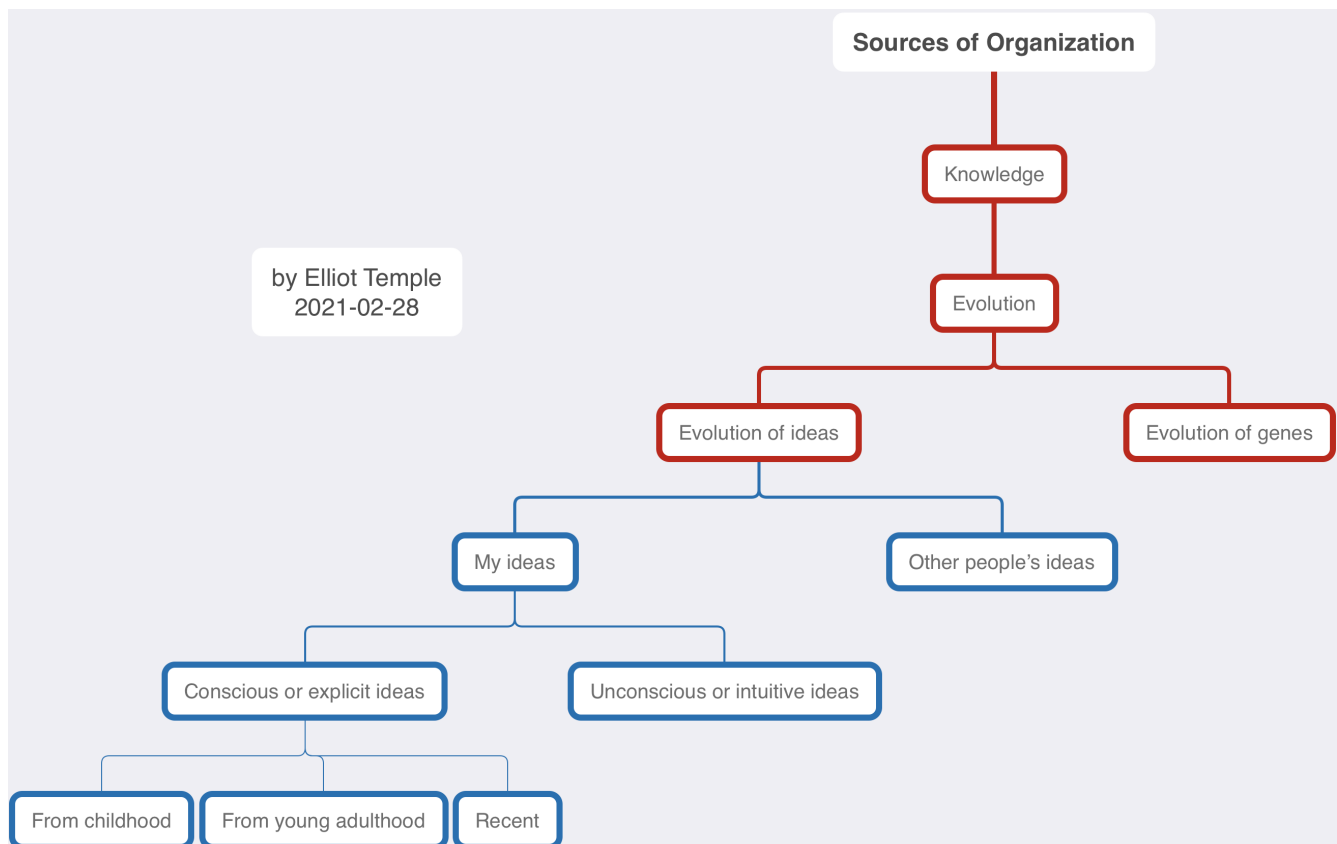 Sources of Organization
Knowledge
by Elliot Temple
2021-02-28
Evolution
Evolution of ideas
Evolution of genes
My ideas
Other people’s ideas
Conscious or explicit ideas
Unconscious or intuitive ideas
From childhood
From young adulthood
Recent